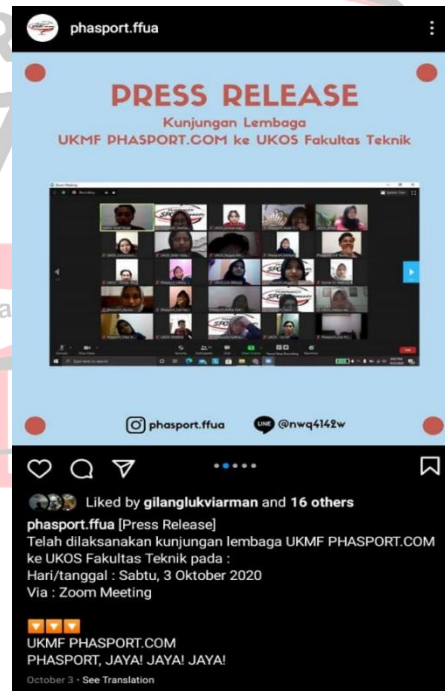 phasport.ffua
PRESS RELEASE
Kunjungan Lembaga
UKMF PHASPORT.COM ke UKOS Fakultas Teknik
phasport.ffua
LINE
@nwq4142w
Liked by gilanglukviarman and 16 others
phasport.ffua [Press Release]
Telah dilaksanakan kunjungan lembaga UKMF PHASPORT.COM
ke UKOS Fakultas Teknik pada :
Hari/tanggal : Sabtu, 3 Oktober 2020
Via : Zoom Meeting
UKMF PHASPORT.COM
PHASPORT, JAYA! JAYA! JAYA!
October 3 • See Translation